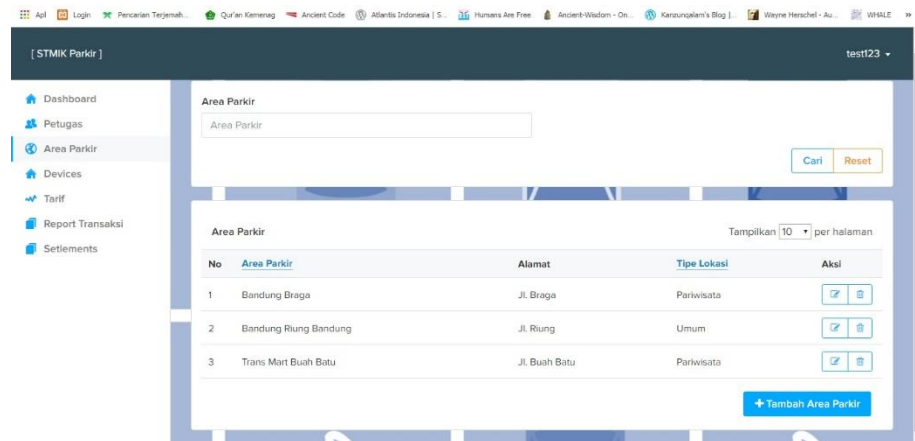 Apl Login Pencarian Terjemah... Qur'an Kemenag Ancient Code Atlantis Indonesia | S... Humans Are Free Ancient-Wisdom - On... Kanzunqalam's Blog |... Wayne Herschel - Au... WHALE »
[ STMIK Parkir ] test123
Dashboard
Petugas
Area Parkir
Devices
Tarif
Report Transaksi
Setlements
Area Parkir
Area Parkir
Cari Reset
Area Parkir Tampilkan 10 per halaman
No Area Parkir Alamat Tipe Lokasi Aksi
1 Bandung Braga Jl. Braga Pariwisata
2 Bandung Riung Bandung Jl. Riung Umum
3 Trans Mart Buah Batu Jl. Buah Batu Pariwisata
+ Tambah Area Parkir